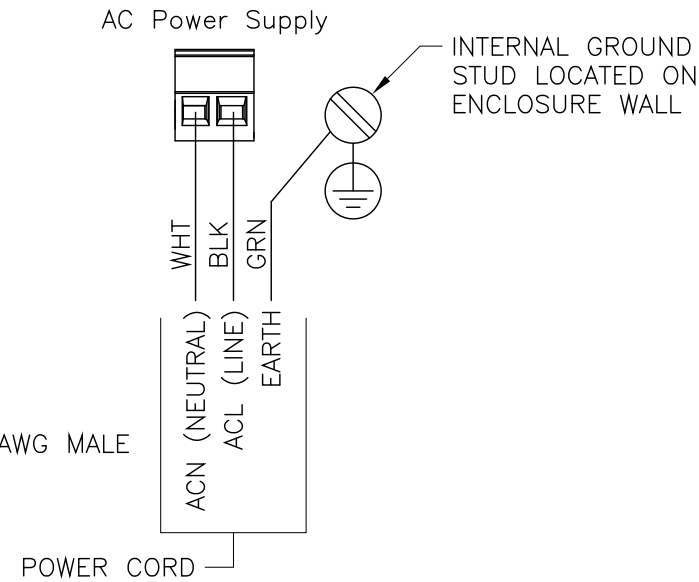 AC Power Supply
INTERNAL GROUND
STUD LOCATED ON
ENCLOSURE WALL
WHT
BLK
GRN
ACN (NEUTRAL)
ACL (LINE)
EARTH
AWG MALE
POWER CORD